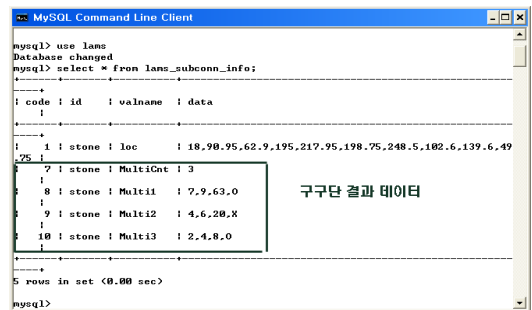 MySQL Command Line Client
mysql> use lams
Database changed
mysql> select * from lams_subconn_info;
+------+-------+----------+------------------------------------------------
----+
| code | id    | valname  | data
     |
+------+-------+----------+------------------------------------------------
----+
|    1 | stone | loc      | 18,90.95,62.9,195,217.95,198.75,248.5,102.6,139.6,49
.75 |
|    7 | stone | MultiCnt | 3
     |
|    8 | stone | Multi1   | 7,9,63,O
     |
|    9 | stone | Multi2   | 4,6,20,X
     |
|   10 | stone | Multi3   | 2,4,8,O
     |
구구단 결과 데이터
+------+-------+----------+------------------------------------------------
----+
5 rows in set (0.00 sec)
mysql>